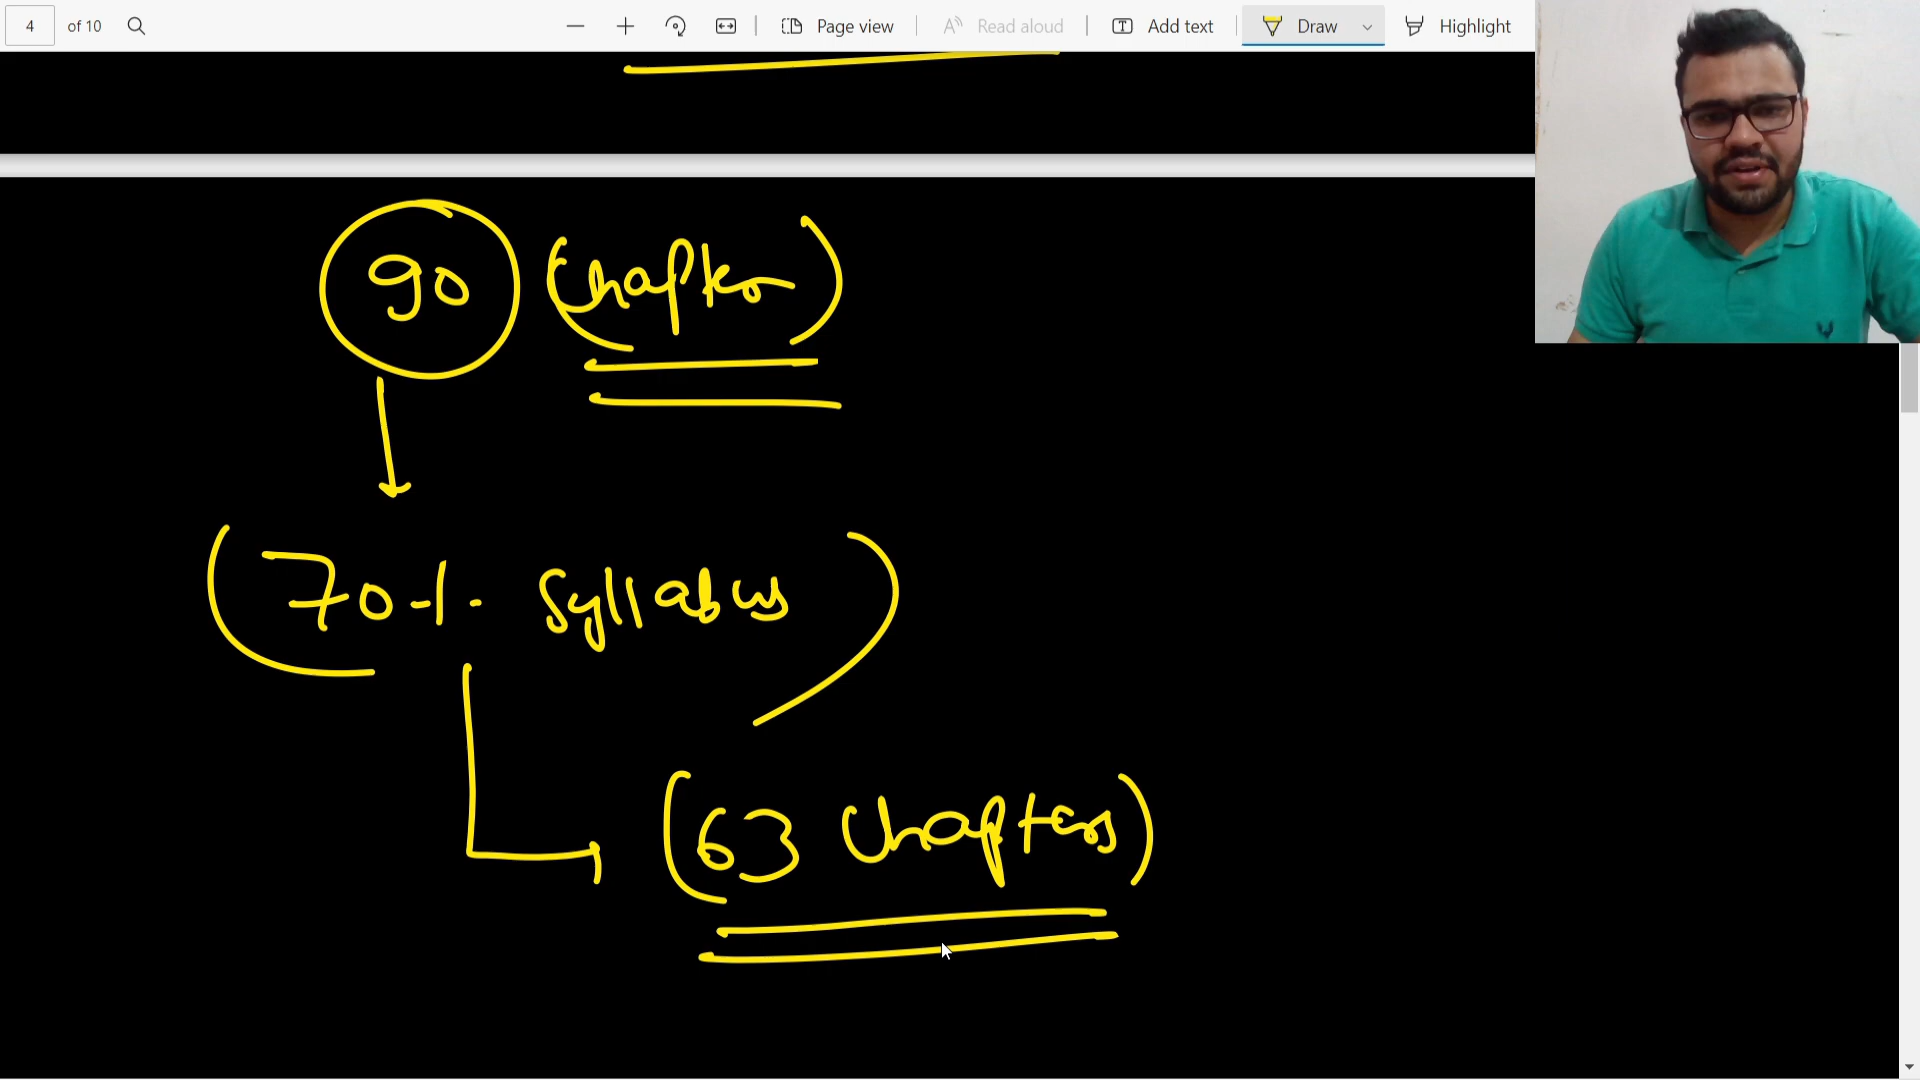 4 of 10 Page view Read aloud Add text Draw Highlight
90 (Chapter)
(70% Syllabus)
(63 Chapters)